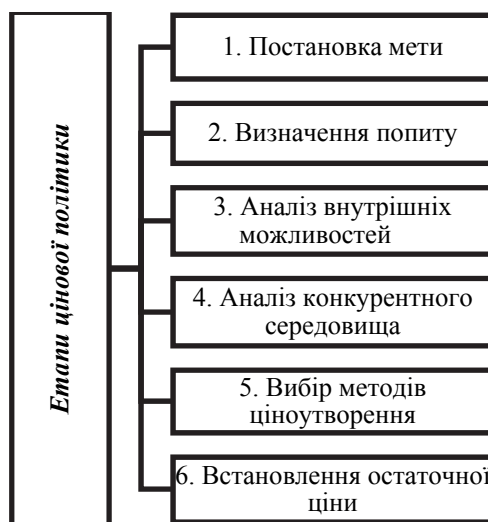 Етапи цінової політики
1. Постановка мети
2. Визначення попиту
3. Аналіз внутрішніх
можливостей
4. Аналіз конкурентного
середовища
5. Вибір методів
ціноутворення
6. Встановлення остаточної
ціни